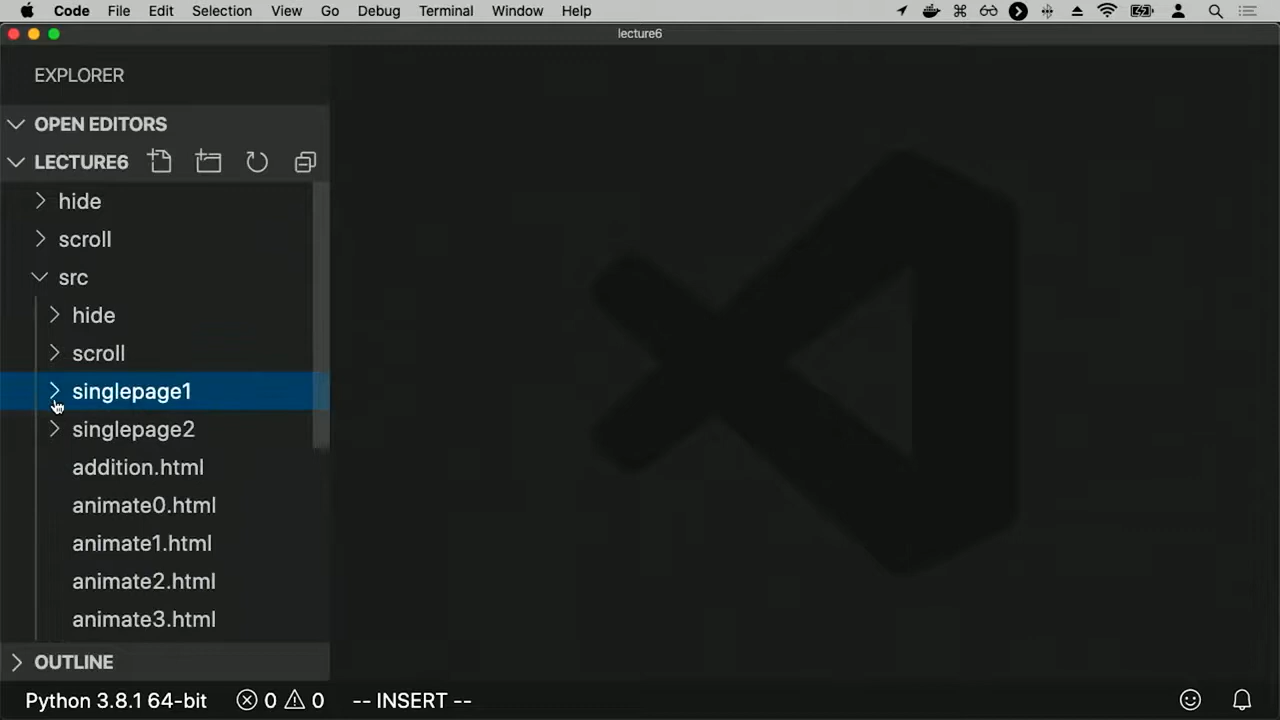 Code File Edit Selection View Go Debug Terminal Window Help
lecture6
EXPLORER
OPEN EDITORS
LECTURE6
hide
scroll
src
hide
scroll
singlepage1
singlepage2
addition.html
animate0.html
animate1.html
animate2.html
animate3.html
OUTLINE
Python 3.8.1 64-bit 0 0 -- INSERT --